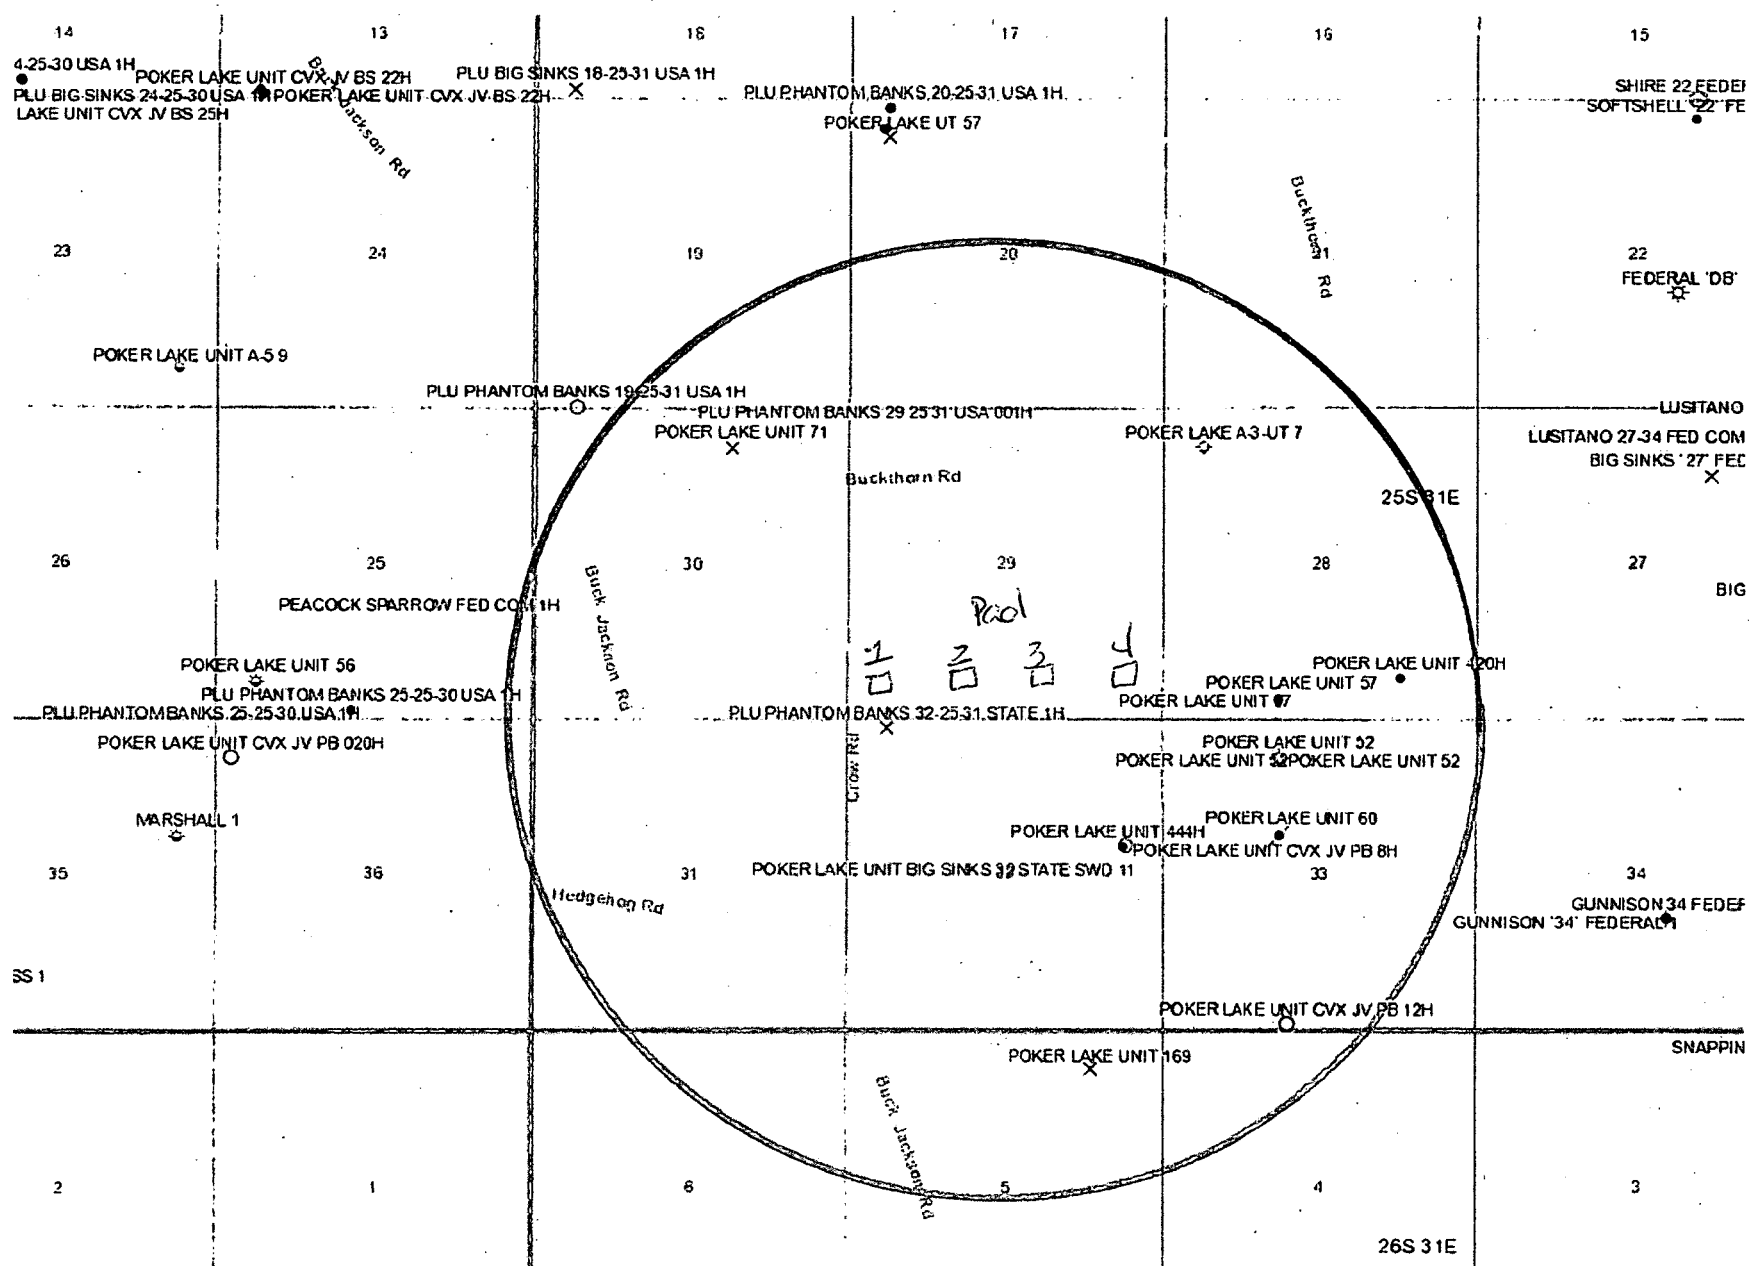 14 13 18 17 16 15
4-25-30 USA 1H
POKER LAKE UNIT CVX JV BS 22H
PLU BIG SINKS 18-25-31 USA 1H
PLU BIG SINKS 24-25-30 USA 1H
POKER LAKE UNIT CVX JV BS 22H
LAKE UNIT CVX JV BS 25H
PLU PHANTOM BANKS 20-25-31 USA 1H
POKER LAKE UT 57
SHIRE 22 FEDER
SOFTSHELL '22' FE
Buck Jackson Rd
Buckthorn Rd
23 24 19 20 21 22
FEDERAL 'DB'
POKER LAKE UNIT A-5 9
PLU PHANTOM BANKS 19-25-31 USA 1H
PLU PHANTOM BANKS 29 25 31 USA 001H
LUSITANO
POKER LAKE UNIT 71
POKER LAKE A-3-UT 7
LUSITANO 27-34 FED COM
BIG SINKS '27' FED
Buckthorn Rd
25S 31E
26 25 30 29 28 27
BIG
PEACOCK SPARROW FED COM 1H
Buck Jackson Rd
Pad
1 2 3 4
POKER LAKE UNIT 56
POKER LAKE UNIT 420H
POKER LAKE UNIT 57
PLU PHANTOM BANKS 25-25-30 USA 1H
POKER LAKE UNIT
PLU PHANTOM BANKS 25-25-30 USA 1H
PLU PHANTOM BANKS 32-25-31 STATE 1H
POKER LAKE UNIT CVX JV PB 020H
POKER LAKE UNIT 52
POKER LAKE UNIT 52
POKER LAKE UNIT 52
Crow Rd
MARSHALL 1
POKER LAKE UNIT 60
POKER LAKE UNIT 444H
POKER LAKE UNIT CVX JV PB 8H
35 36 31 33 34
POKER LAKE UNIT BIG SINKS 32 STATE SWD 11
Hedgehog Rd
GUNNISON 34 FEDER
GUNNISON '34' FEDERAL 1
SS 1
POKER LAKE UNIT CVX JV PB 12H
POKER LAKE UNIT 169
SNAPPIN
Buck Jackson Rd
2 1 6 5 4 3
26S 31E